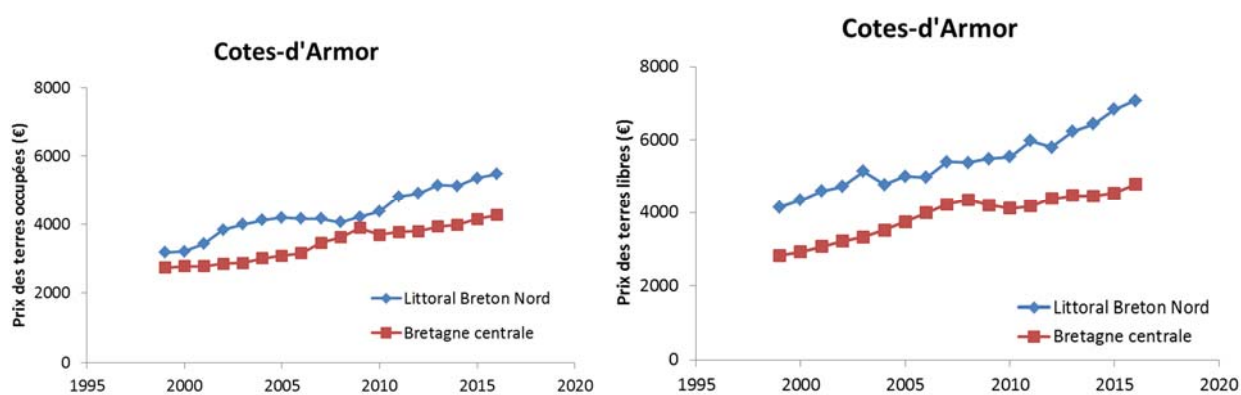 Cotes-d'Armor
Prix des terres occupées (€)
8000
6000
4000
2000
0
1995
2000
2005
2010
2015
2020
Littoral Breton Nord
Bretagne centrale
Cotes-d'Armor
Prix des terres libres (€)
8000
6000
4000
2000
0
1995
2000
2005
2010
2015
2020
Littoral Breton Nord
Bretagne centrale